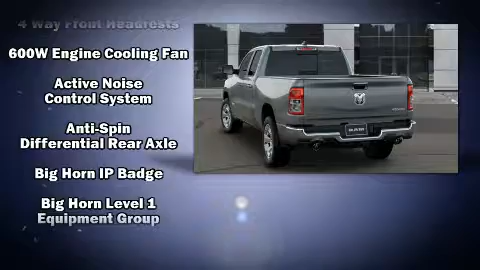 4 Way Front Headrests
600W Engine Cooling Fan
Active Noise
Control System
Anti-Spin
Differential Rear Axle
Big Horn IP Badge
Big Horn Level 1
Equipment Group